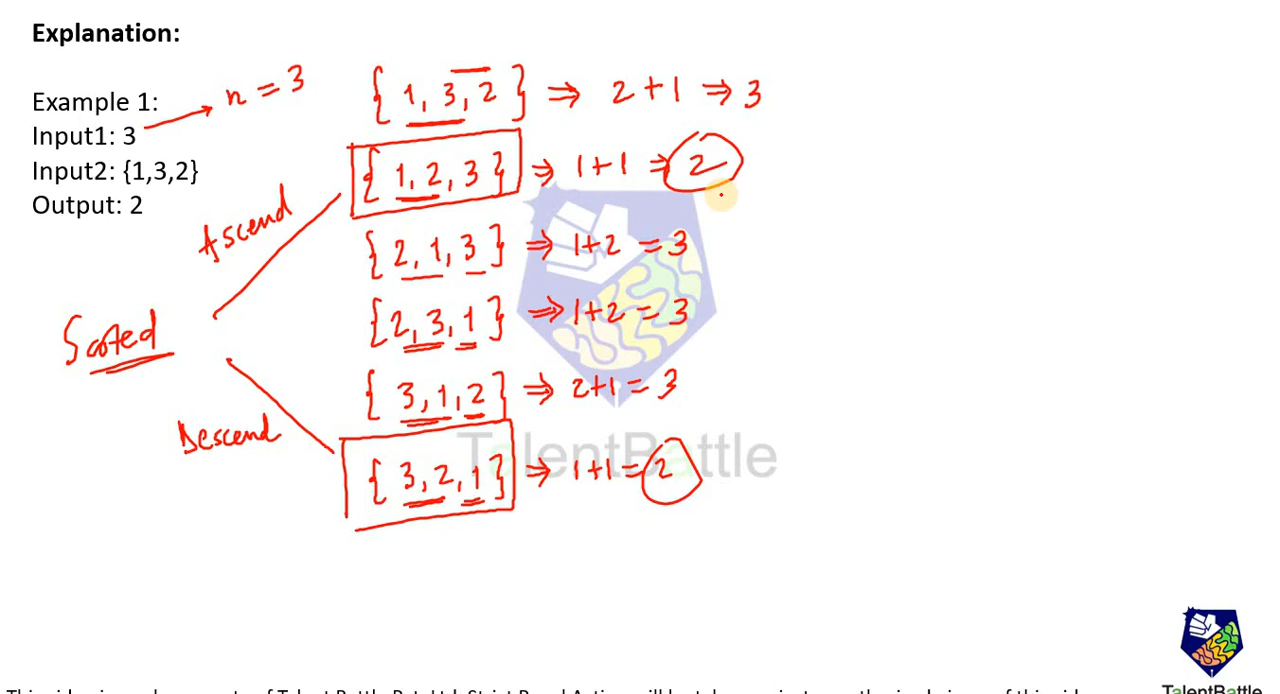 Explanation:
Example 1:
Input1: 3
Input2: {1,3,2}
Output: 2
n = 3
{ 1, 3, 2 } ⇒ 2+1 ⇒ 3
{ 1, 2, 3 } ⇒ 1+1 ⇒ 2
{ 2, 1, 3 } ⇒ 1+2 = 3
{ 2, 3, 1 } ⇒ 1+2 = 3
{ 3, 1, 2 } ⇒ 2+1 = 3
{ 3, 2, 1 } ⇒ 1+1 = 2
Ascend
Sorted
Descend
TalentBattle
TalentBattle